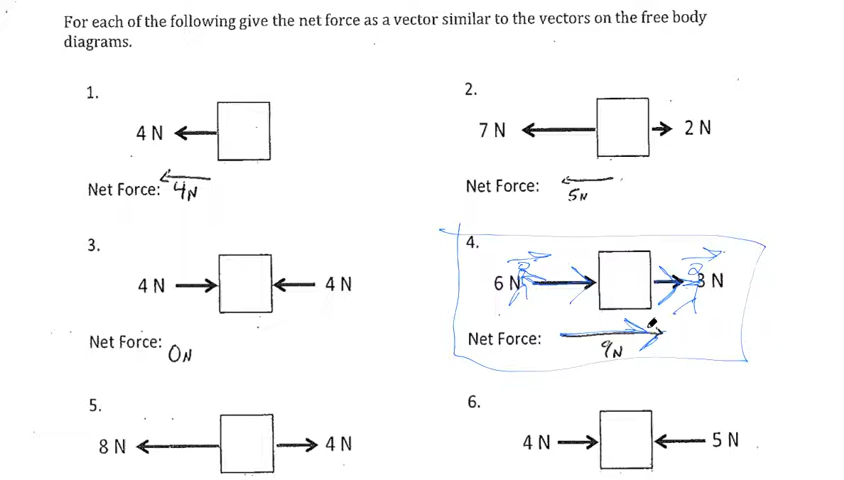 For each of the following give the net force as a vector similar to the vectors on the free body
diagrams.
1.
4 N
Net Force: 4N
2.
7 N 2 N
Net Force: 5N
3.
4 N 4 N
Net Force: 0N
4.
6 N 3 N
Net Force: 9N
5.
8 N 4 N
6.
4 N 5 N